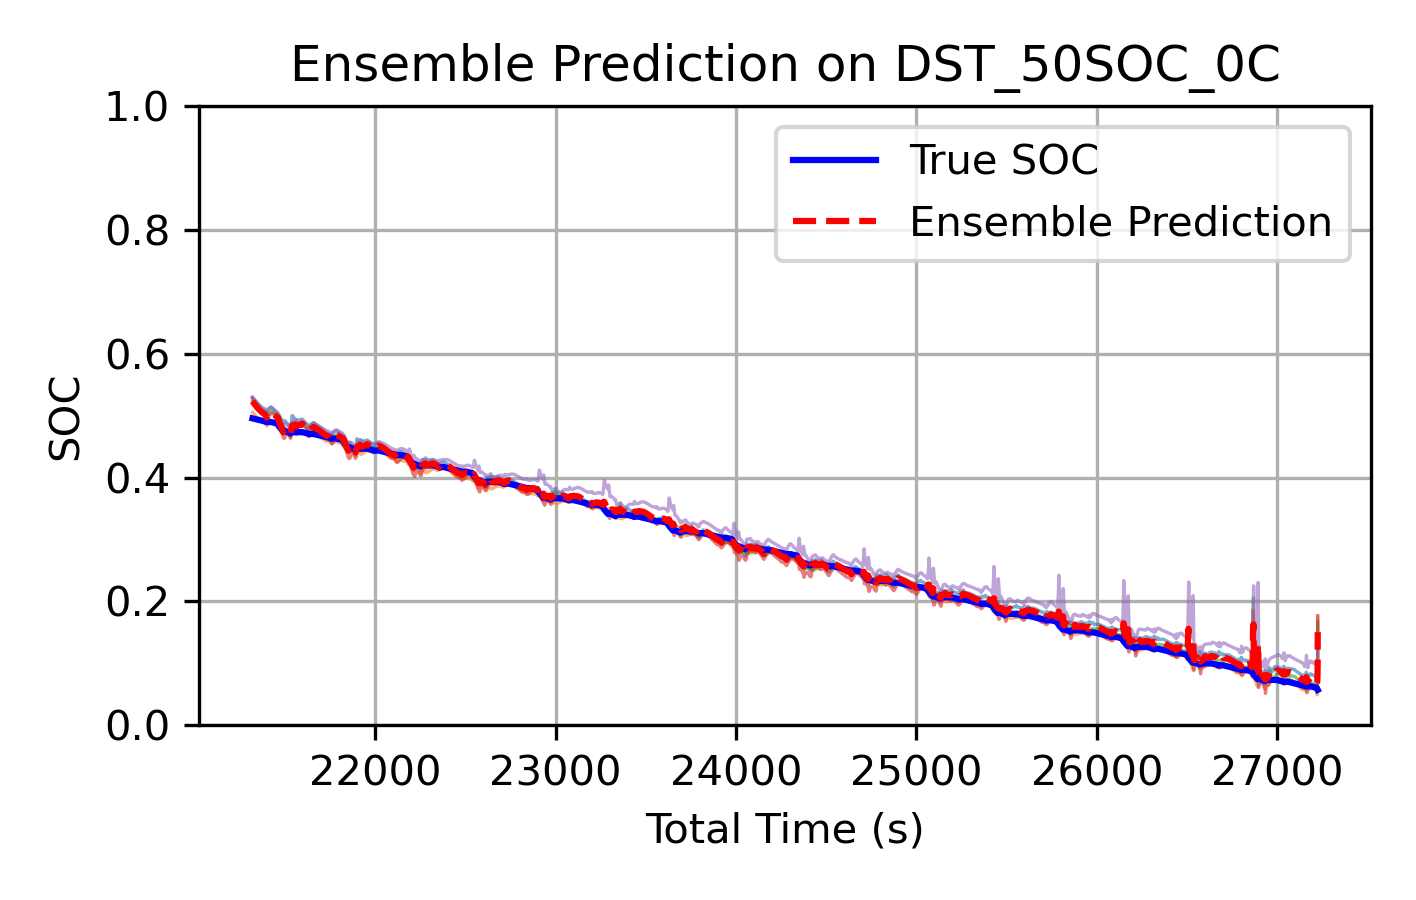 Ensemble Prediction on DST_50SOC_0C
1.0
0.8
0.6
0.4
0.2
0.0
SOC
True SOC
Ensemble Prediction
22000 23000 24000 25000 26000 27000
Total Time (s)